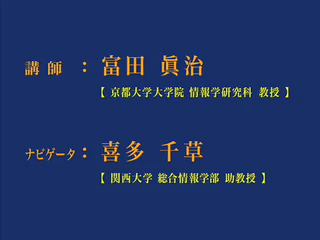 講師 : 富田 眞治
【 京都大学大学院 情報学研究科 教授 】
ナビゲータ : 喜多 千草
【 関西大学 総合情報学部 助教授 】